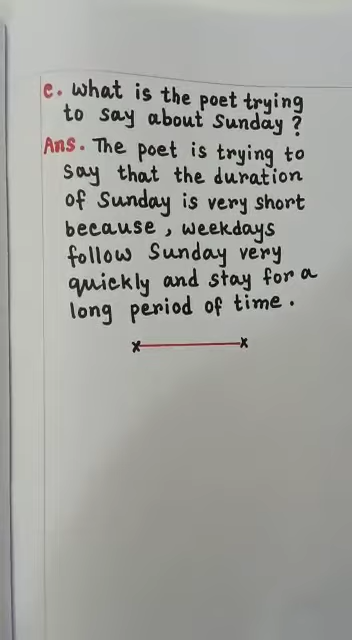 e. what is the poet trying
to say about Sunday ?
Ans. The poet is trying to
say that the duration
of Sunday is very short
because , weekdays
follow Sunday very
quickly and stay for a
long period of time .
x x